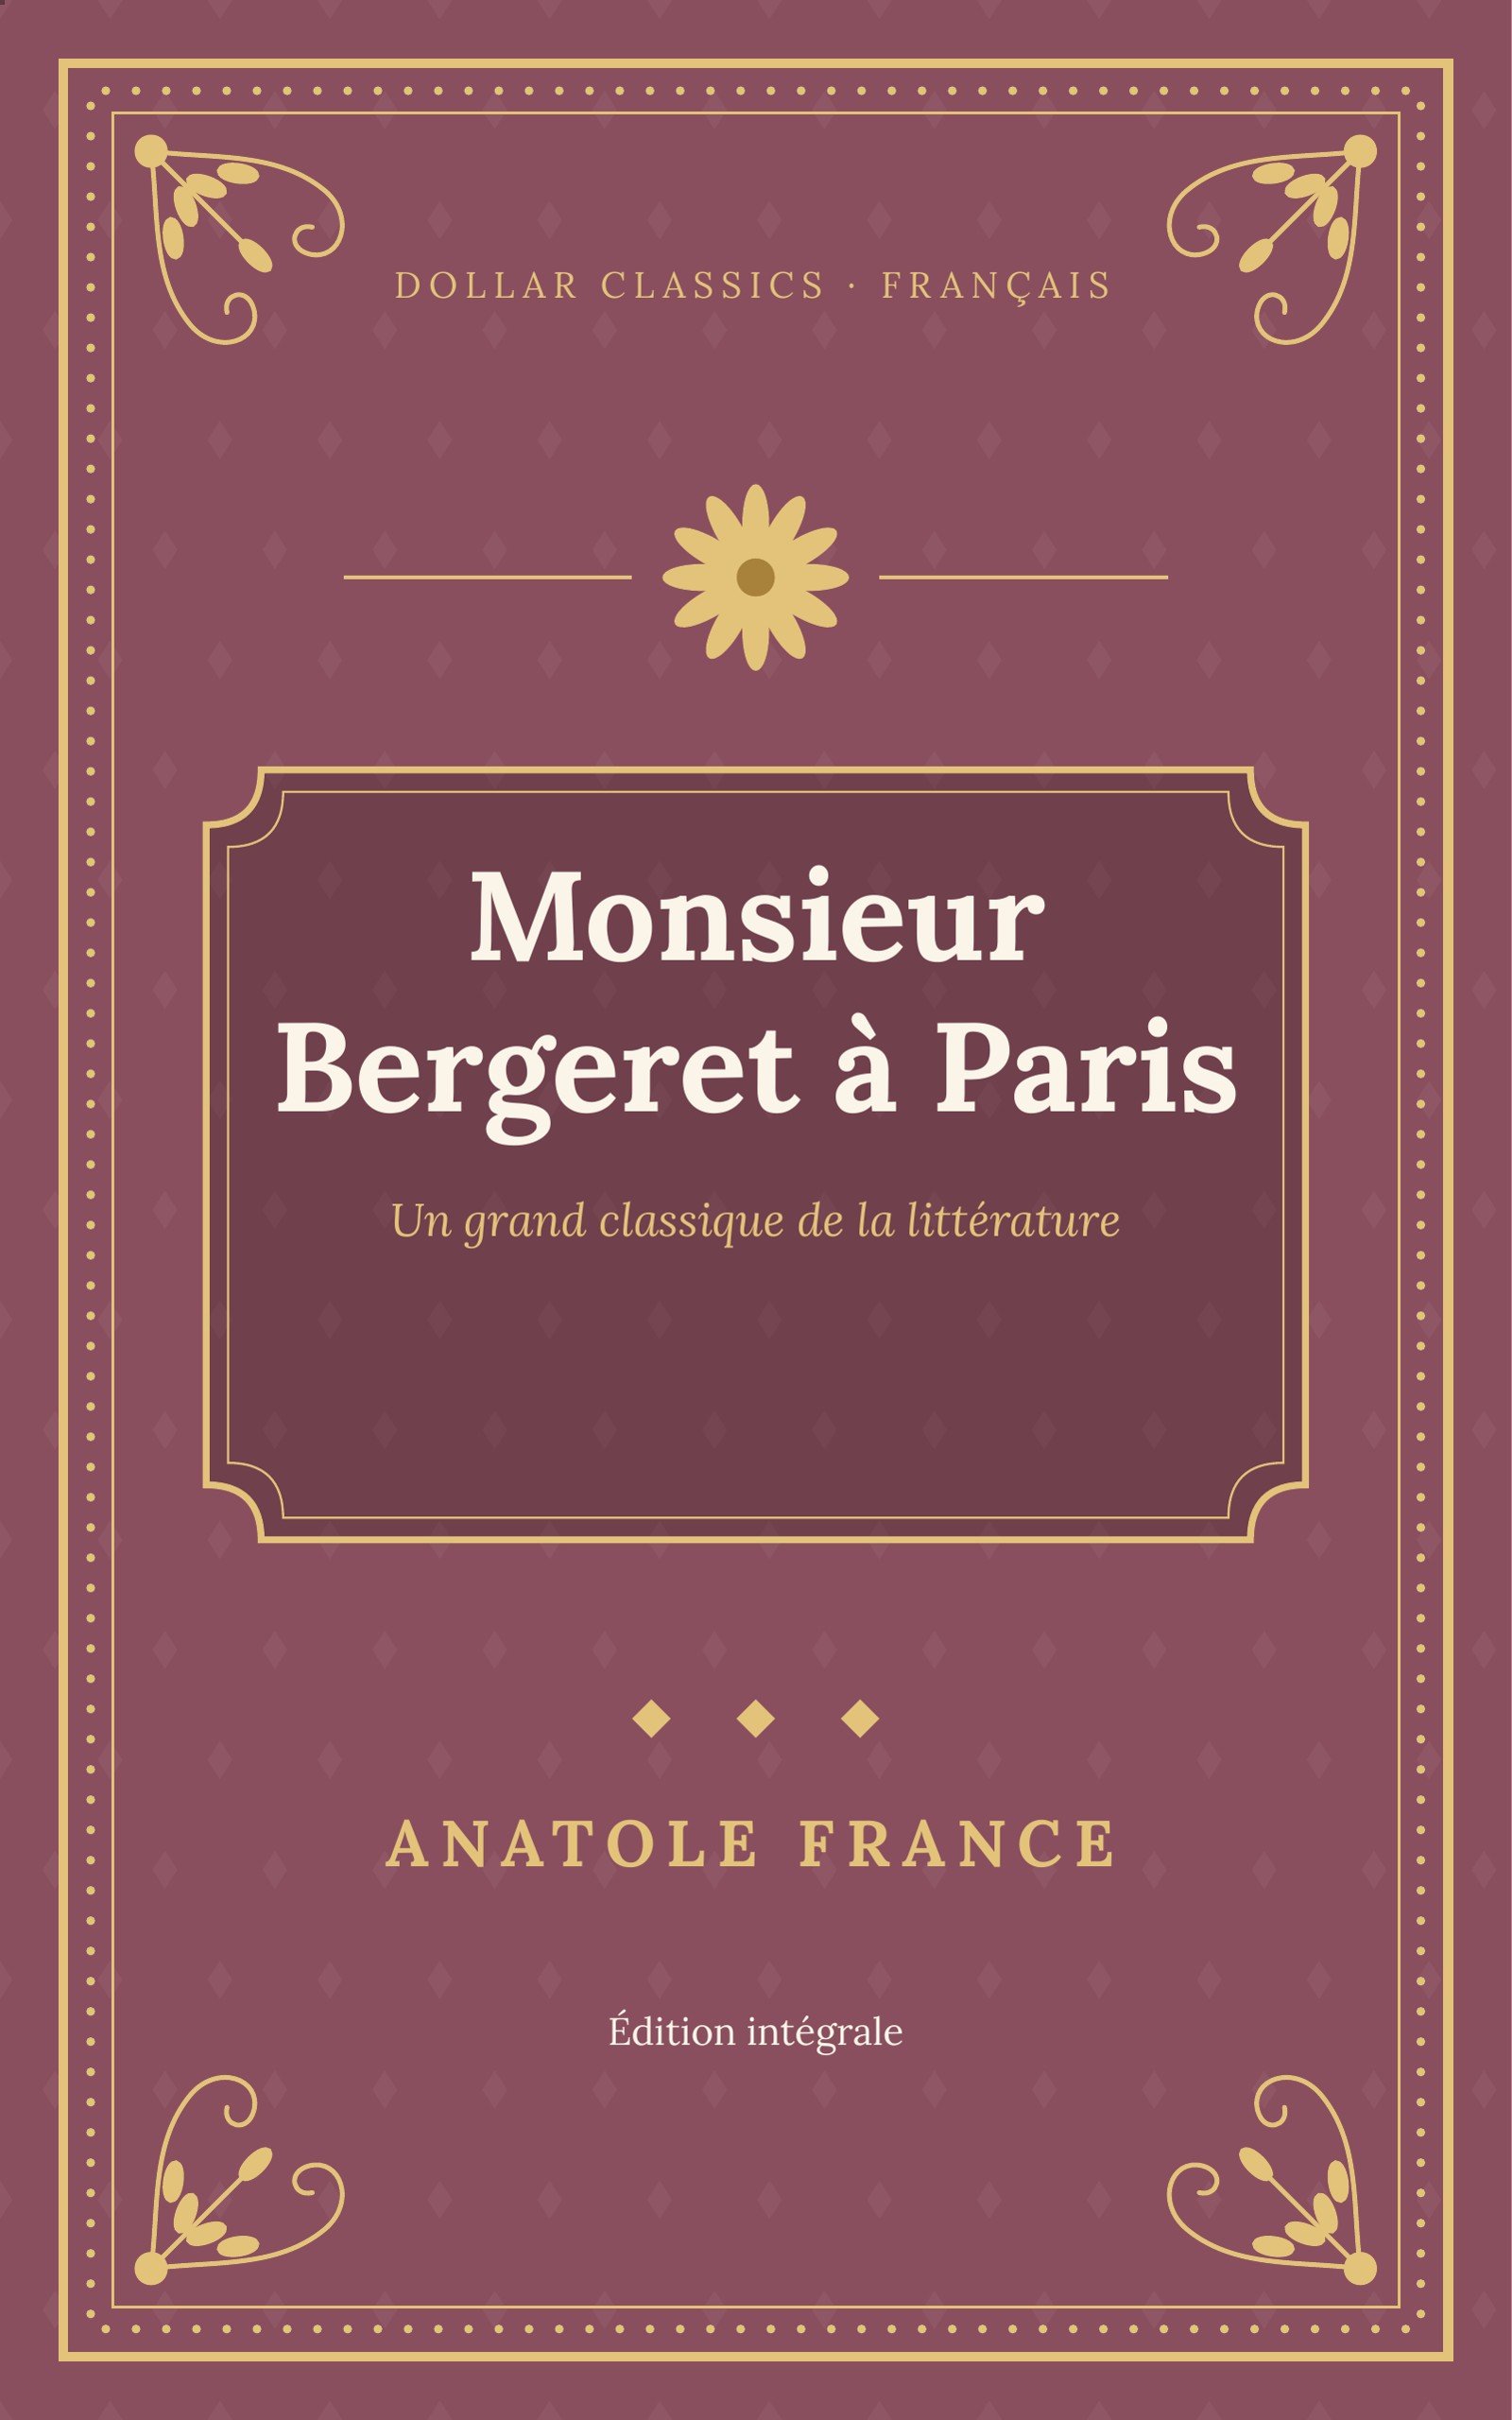 DOLLAR CLASSICS · FRANÇAIS
Monsieur
Bergeret à Paris
Un grand classique de la littérature
ANATOLE FRANCE
Édition intégrale